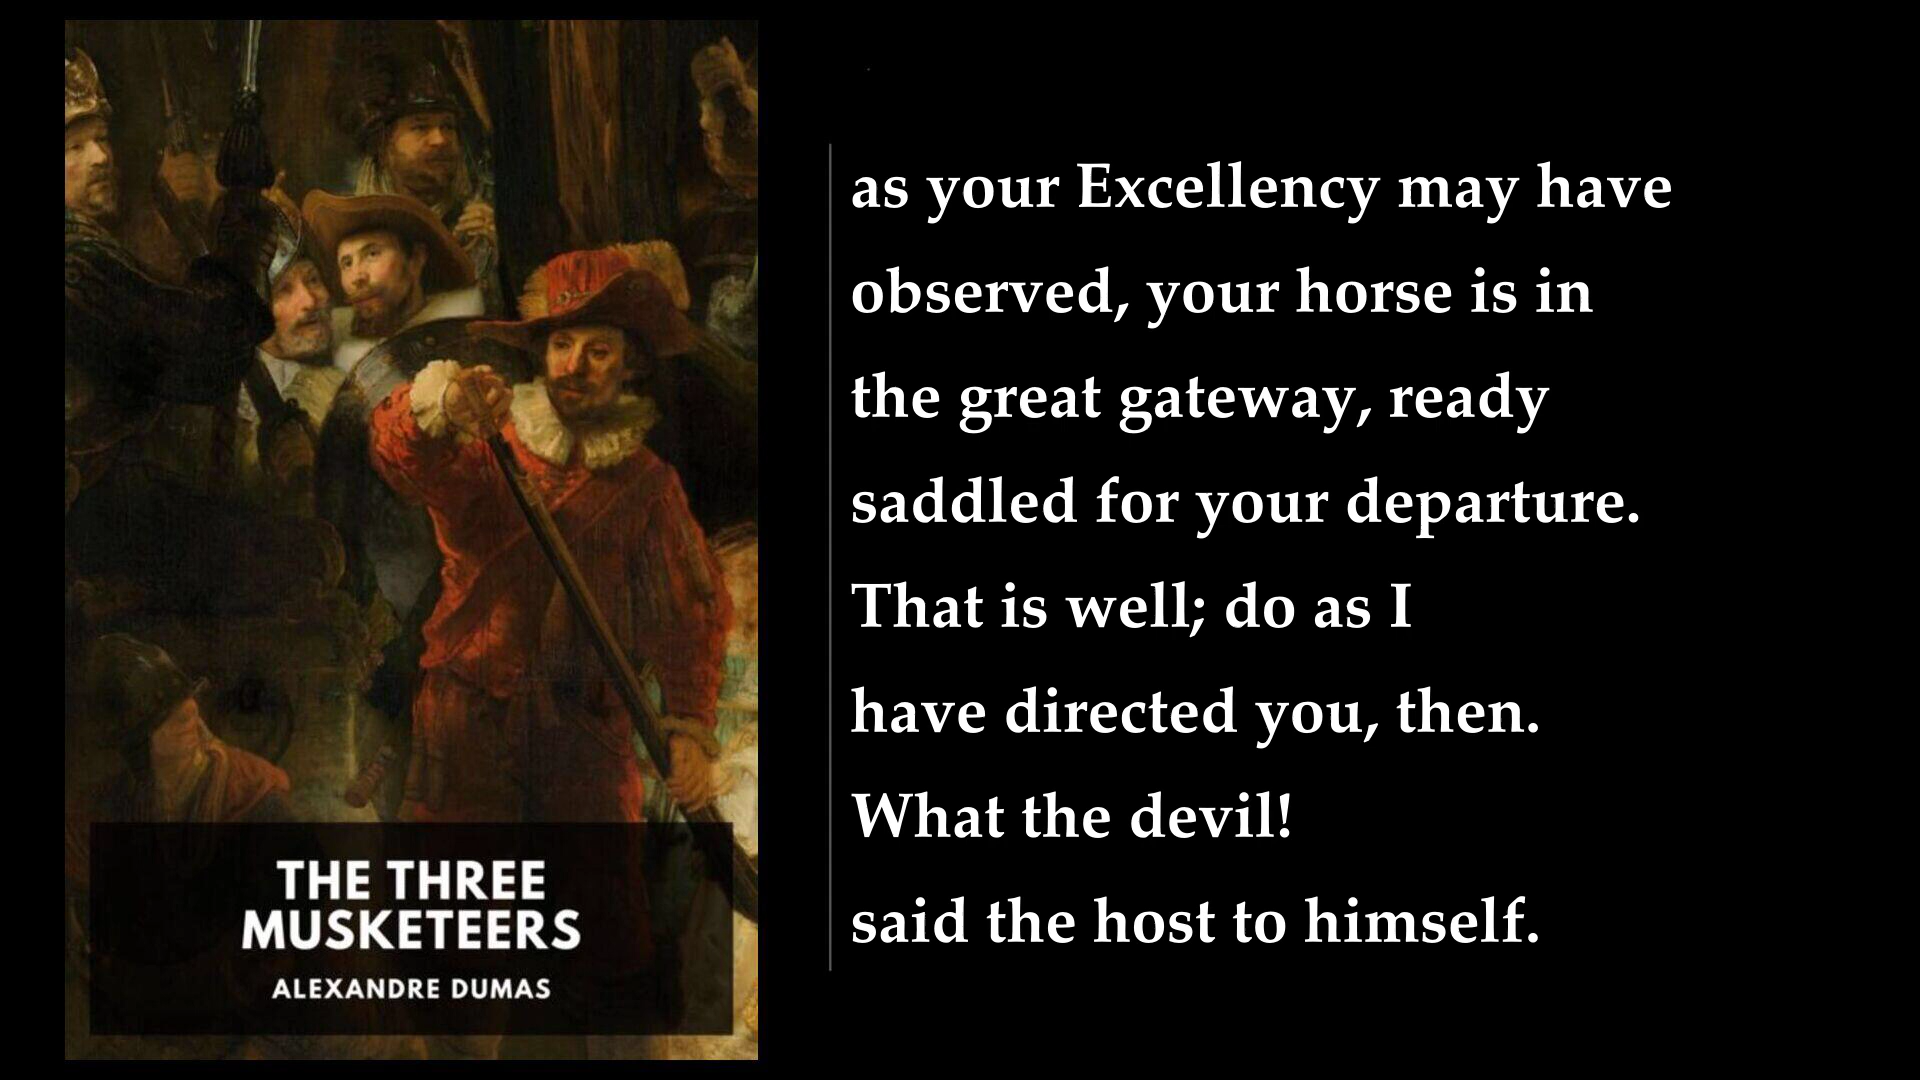 THE THREE
MUSKETEERS
ALEXANDRE DUMAS
as your Excellency may have
observed, your horse is in
the great gateway, ready
saddled for your departure.
That is well; do as I
have directed you, then.
What the devil!
said the host to himself.